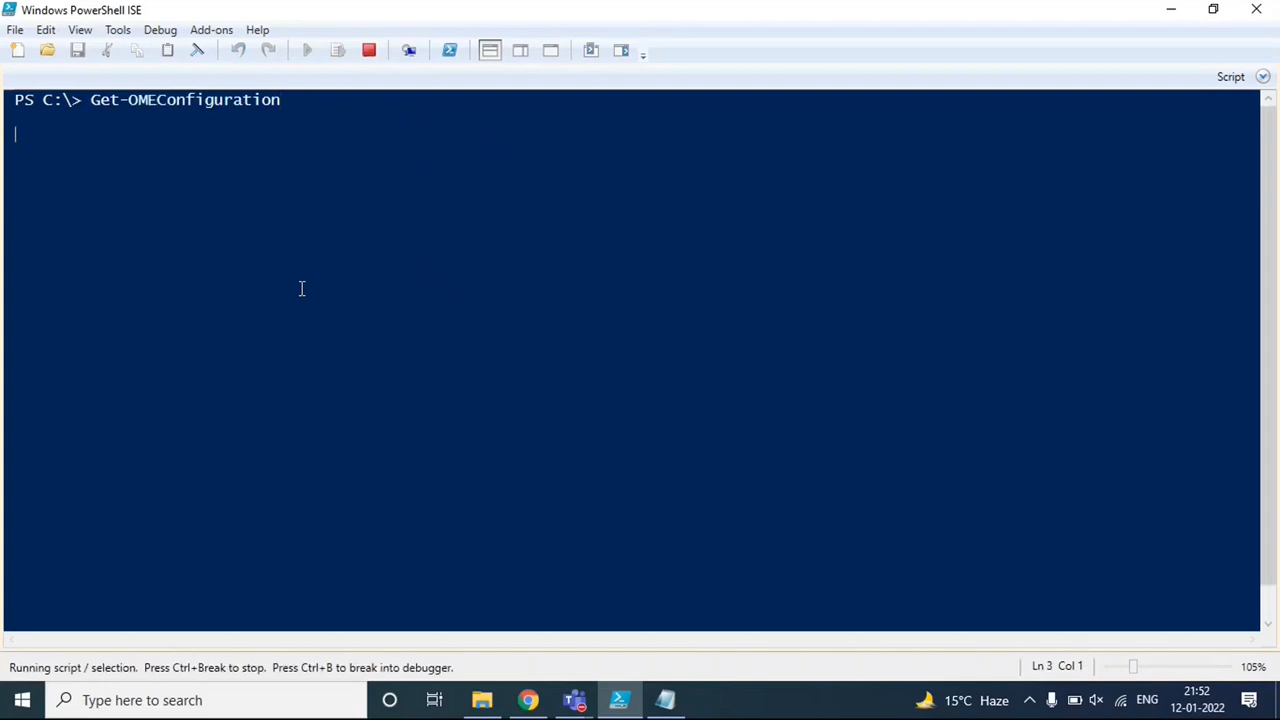 Windows PowerShell ISE
File Edit View Tools Debug Add-ons Help
Script
PS C:\> Get-OMEConfiguration
Running script / selection. Press Ctrl+Break to stop. Press Ctrl+B to break into debugger.
Ln 3 Col 1
105%
Type here to search
15°C Haze
ENG
21:52
12-01-2022